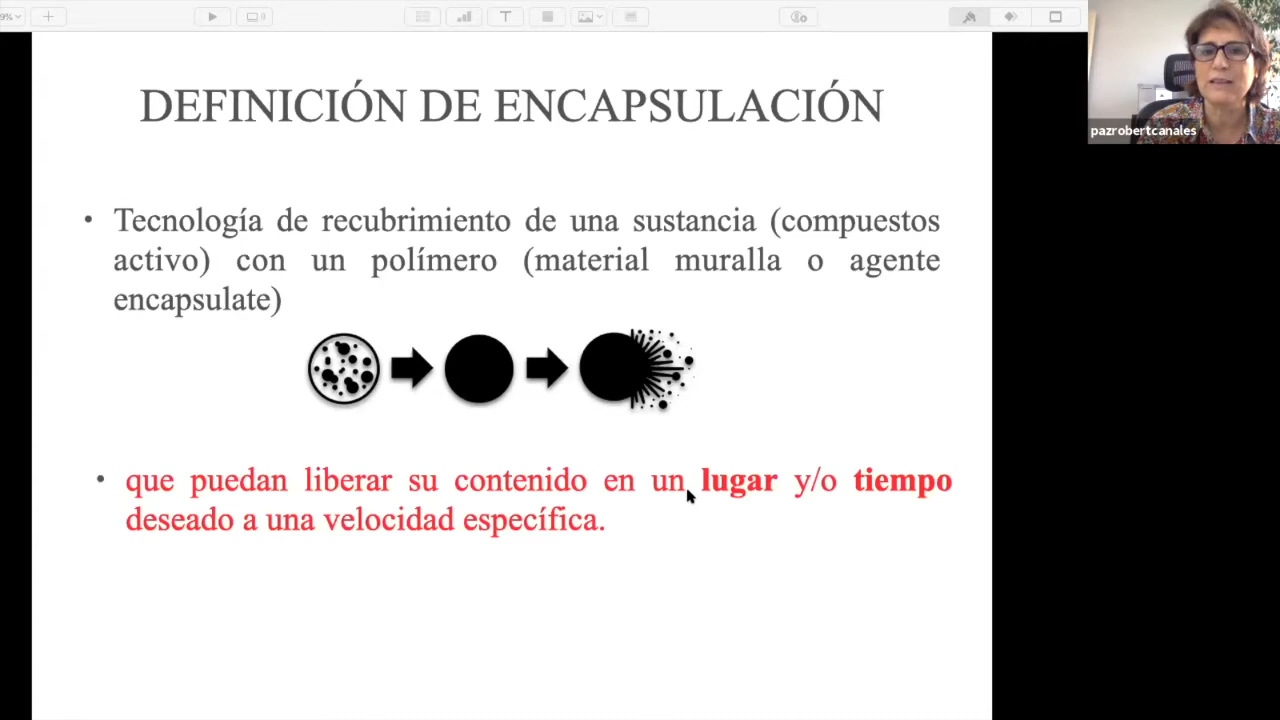 9%
T
pazrobertcanales
DEFINICIÓN DE ENCAPSULACIÓN
• Tecnología de recubrimiento de una sustancia (compuestos
activo) con un polímero (material muralla o agente
encapsulate)
• que puedan liberar su contenido en un lugar y/o tiempo
deseado a una velocidad específica.